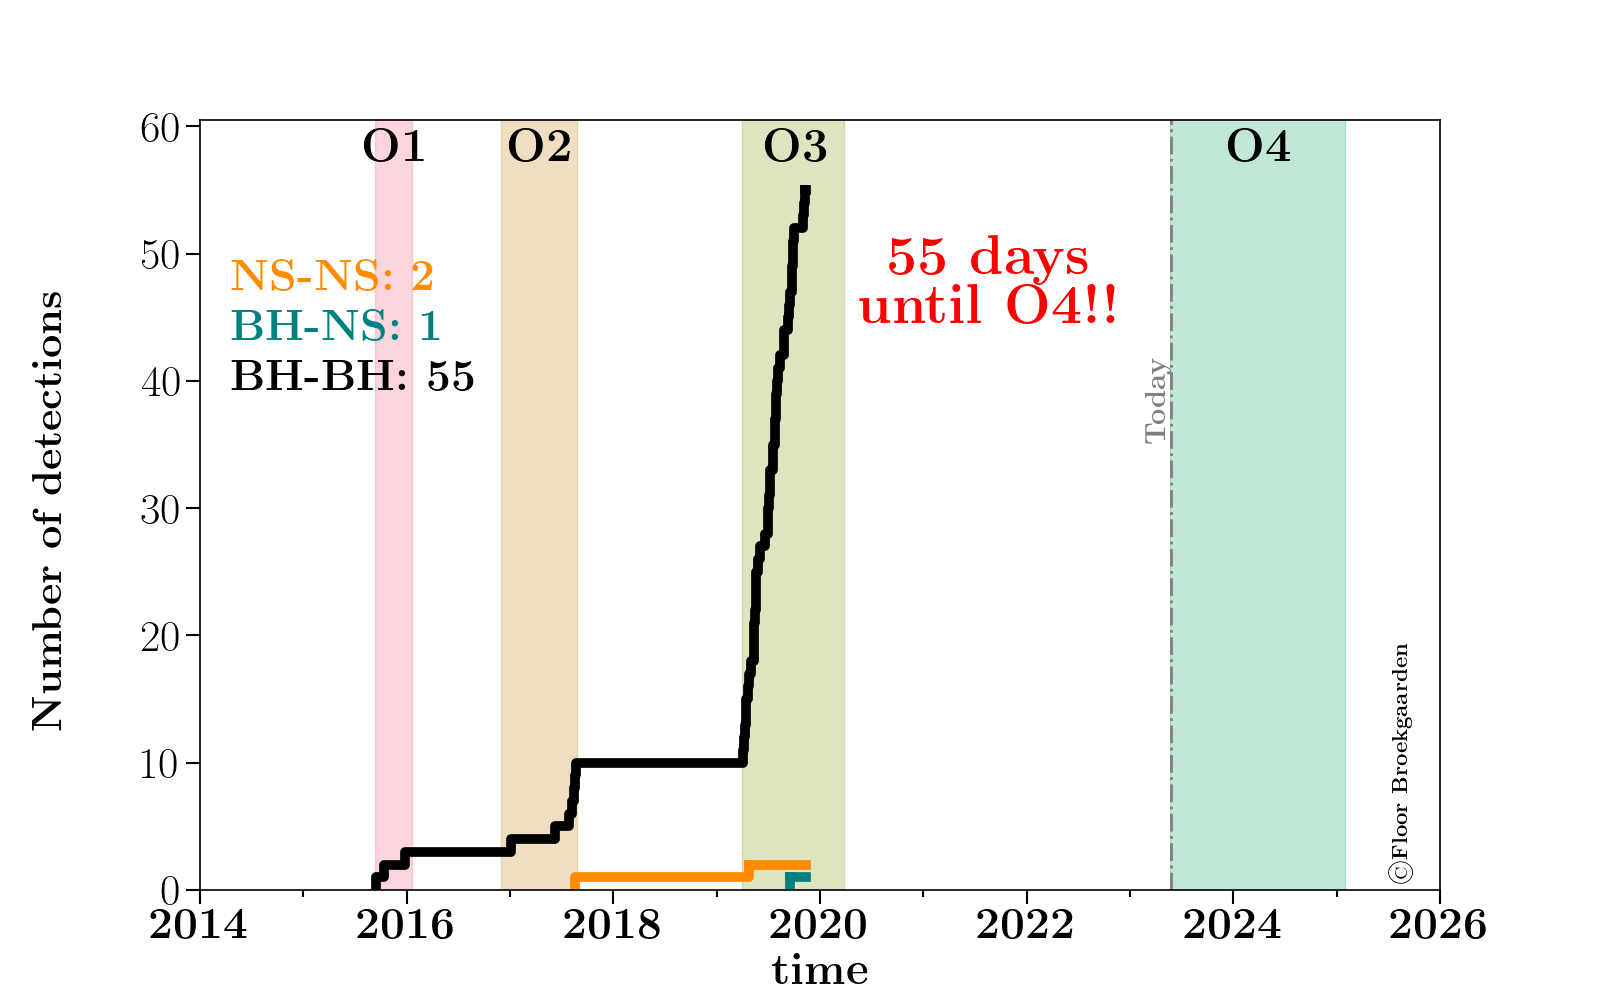 O1
O2
O3
O4
60
50
40
30
20
10
0
Number of detections
NS-NS: 2
BH-NS: 1
BH-BH: 55
55 days
until O4!!
Today
©Floor Broekgaarden
2014
2016
2018
2020
2022
2024
2026
time